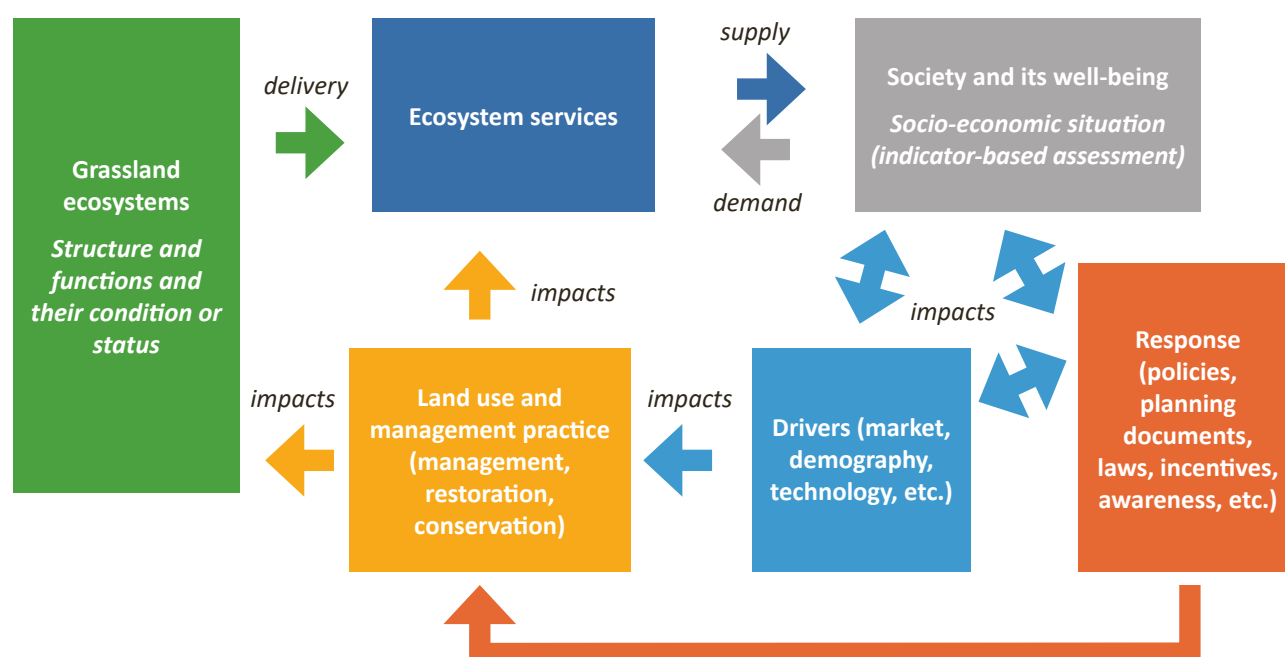 Grassland
ecosystems
Structure and
functions and
their condition or
status
delivery
Ecosystem services
supply
demand
Society and its well-being
Socio-economic situation
(indicator-based assessment)
impacts
impacts
Land use and
management practice
(management,
restoration,
conservation)
impacts
Drivers (market,
demography,
technology, etc.)
impacts
Response
(policies,
planning
documents,
laws, incentives,
awareness, etc.)